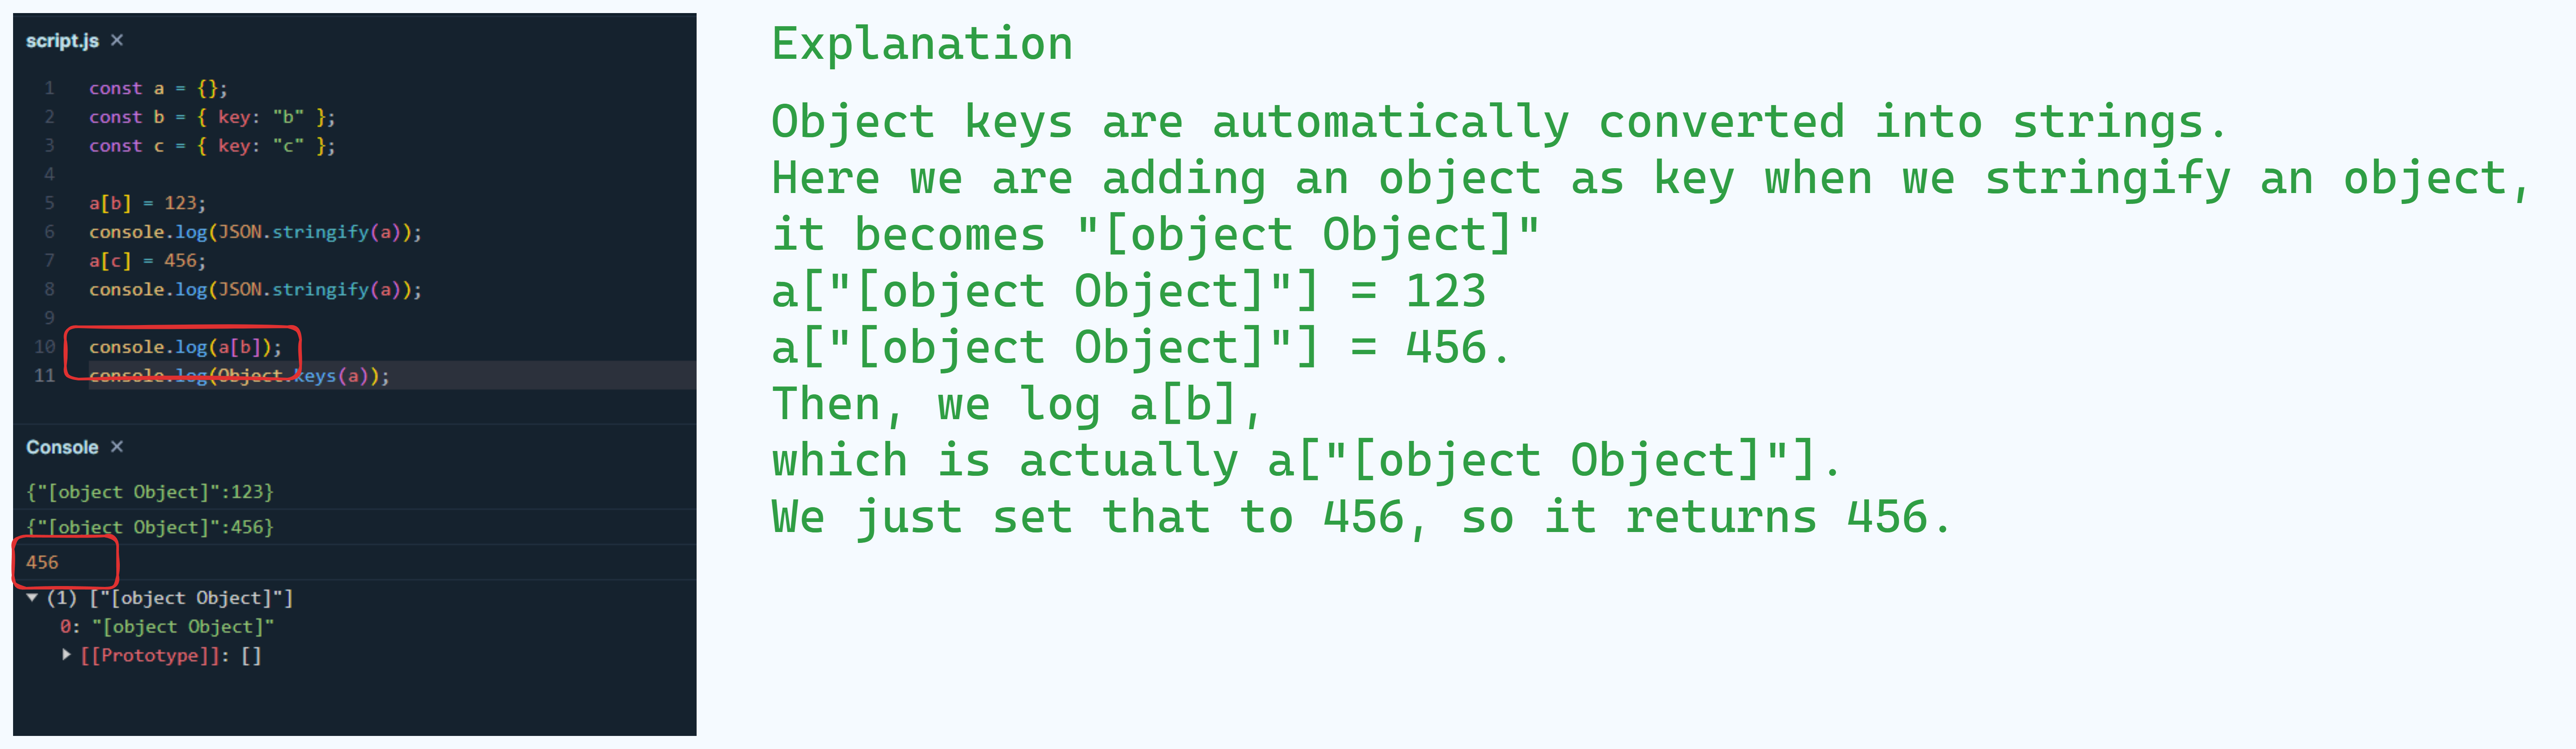 script.js ×
1 const a = {};
2 const b = { key: "b" };
3 const c = { key: "c" };
4
5 a[b] = 123;
6 console.log(JSON.stringify(a));
7 a[c] = 456;
8 console.log(JSON.stringify(a));
9
10 console.log(a[b]);
11 console.log(Object.keys(a));
Console ×
{"[object Object]":123}
{"[object Object]":456}
456
▼ (1) ["[object Object]"]
0: "[object Object]"
▶ [[Prototype]]: []
Explanation
Object keys are automatically converted into strings.
Here we are adding an object as key when we stringify an object,
it becomes "[object Object]"
a["[object Object]"] = 123
a["[object Object]"] = 456.
Then, we log a[b],
which is actually a["[object Object]"].
We just set that to 456, so it returns 456.